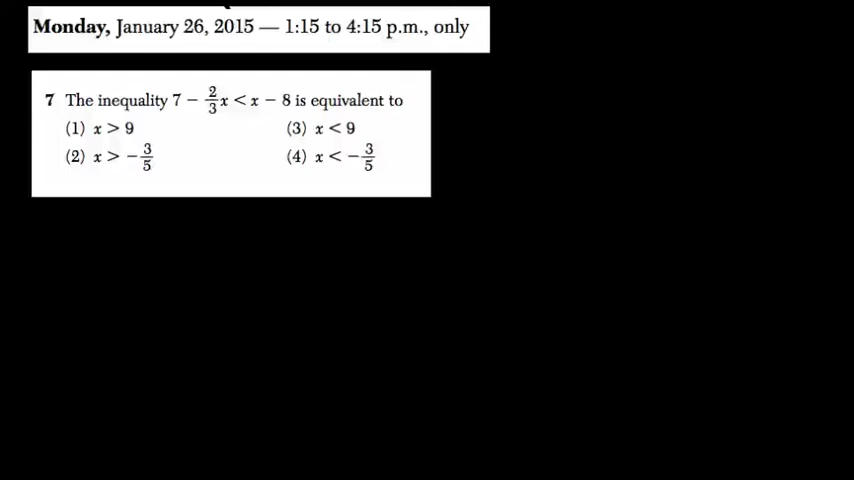 Monday, January 26, 2015 — 1:15 to 4:15 p.m., only
7 The inequality 7 − 2/3 x < x − 8 is equivalent to
(1) x > 9 (3) x < 9
(2) x > − 3/5 (4) x < − 3/5